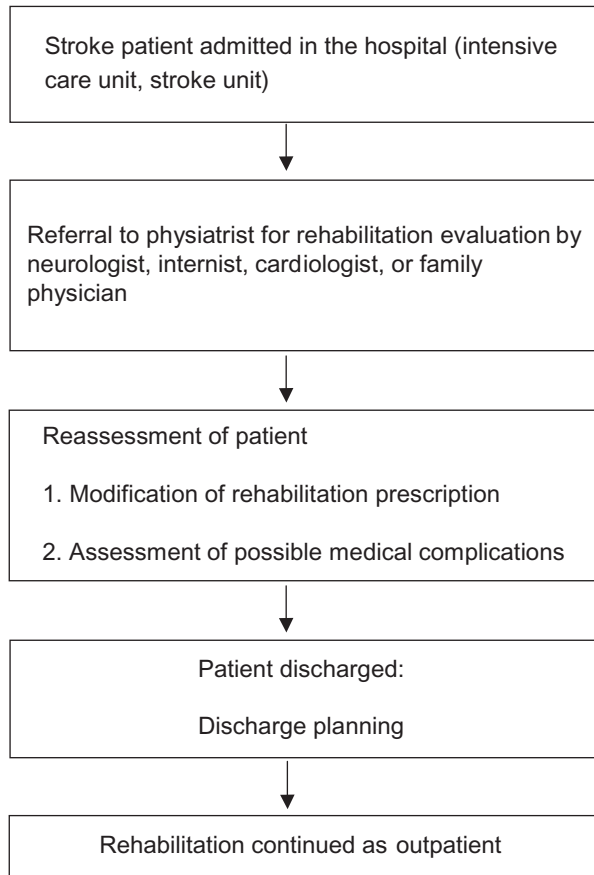 Stroke patient admitted in the hospital (intensive
care unit, stroke unit)
Referral to physiatrist for rehabilitation evaluation by
neurologist, internist, cardiologist, or family
physician
Reassessment of patient
1. Modification of rehabilitation prescription
2. Assessment of possible medical complications
Patient discharged:
Discharge planning
Rehabilitation continued as outpatient